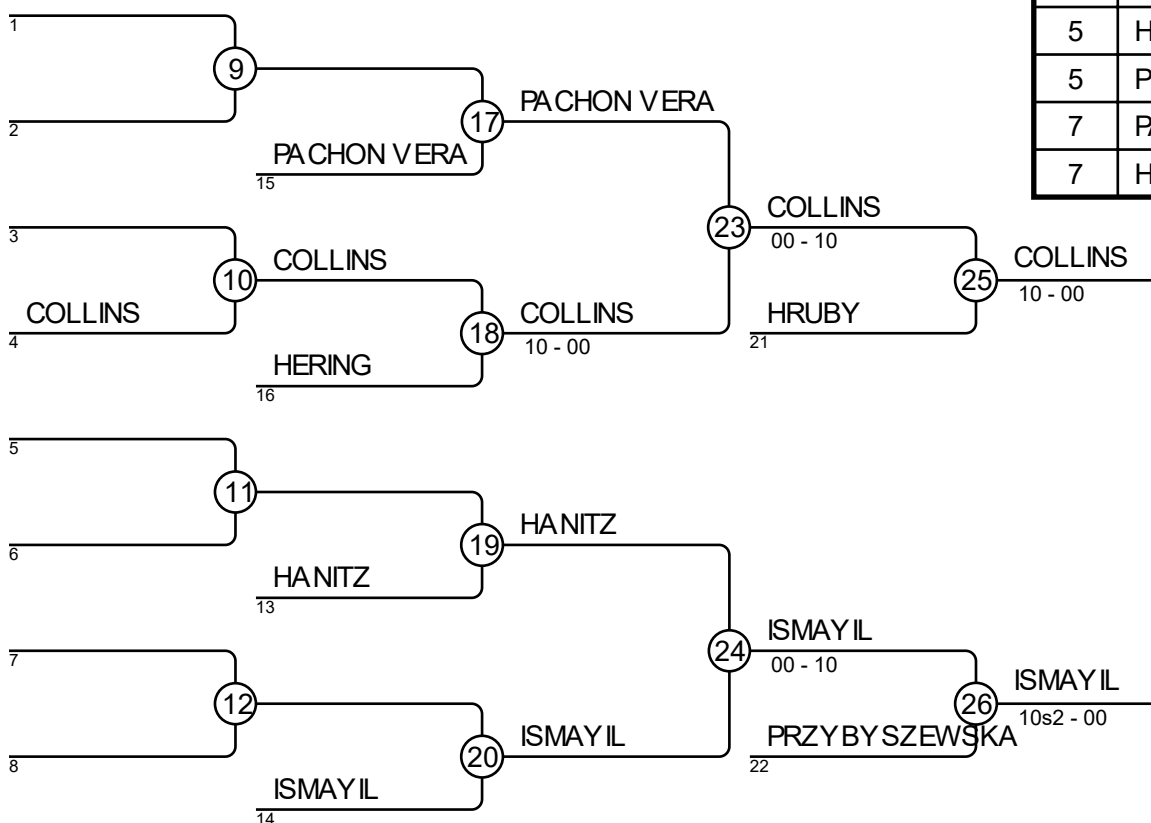 1
5 H
9
5 P
2
17 PACHON VERA
7 PA
PACHON VERA
15
7 H
3
COLLINS
23
00 - 10
10 COLLINS
COLLINS
25
10 - 00
COLLINS
4
18 COLLINS
10 - 00
HRUBY
21
HERING
16
5
11
19 HANITZ
6
HANITZ
13
7
24 ISMAYIL
00 - 10
12
26 ISMAYIL
10s2 - 00
8
20 ISMAYIL
PRZYBYSZEWSKA
22
ISMAYIL
14